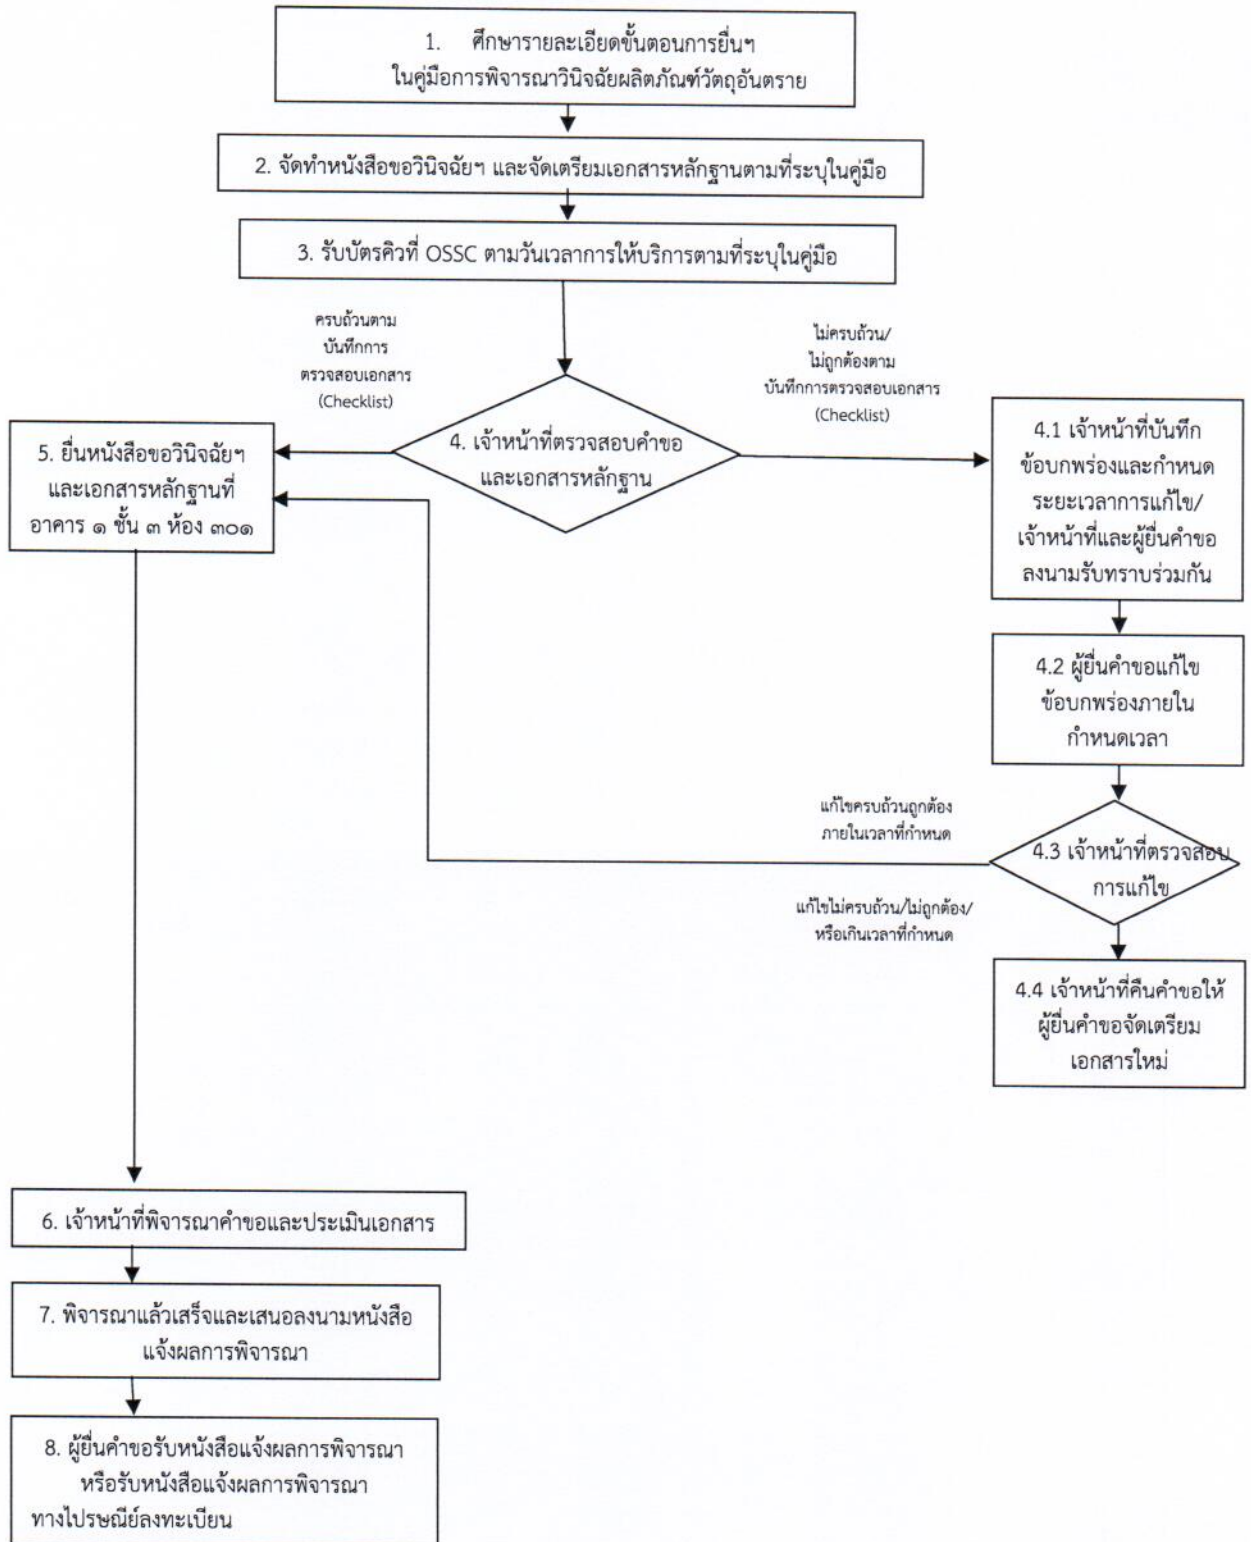 1. ศึกษารายละเอียดขั้นตอนการยื่นฯ
ในคู่มือการพิจารณาวินิจฉัยผลิตภัณฑ์วัตถุอันตราย
2. จัดทำหนังสือขอวินิจฉัยฯ และจัดเตรียมเอกสารหลักฐานตามที่ระบุในคู่มือ
3. รับบัตรคิวที่ OSSC ตามวันเวลาการให้บริการตามที่ระบุในคู่มือ
ครบถ้วนตาม
บันทึกการ
ตรวจสอบเอกสาร
(Checklist)
ไม่ครบถ้วน/
ไม่ถูกต้องตาม
บันทึกการตรวจสอบเอกสาร
(Checklist)
4. เจ้าหน้าที่ตรวจสอบคำขอ
และเอกสารหลักฐาน
5. ยื่นหนังสือขอวินิจฉัยฯ
และเอกสารหลักฐานที่
อาคาร ๑ ชั้น ๓ ห้อง ๓๐๑
4.1 เจ้าหน้าที่บันทึก
ข้อบกพร่องและกำหนด
ระยะเวลาการแก้ไข/
เจ้าหน้าที่และผู้ยื่นคำขอ
ลงนามรับทราบร่วมกัน
4.2 ผู้ยื่นคำขอแก้ไข
ข้อบกพร่องภายใน
กำหนดเวลา
แก้ไขครบถ้วนถูกต้อง
ภายในเวลาที่กำหนด
4.3 เจ้าหน้าที่ตรวจสอบ
การแก้ไข
แก้ไขไม่ครบถ้วน/ไม่ถูกต้อง/
หรือเกินเวลาที่กำหนด
4.4 เจ้าหน้าที่คืนคำขอให้
ผู้ยื่นคำขอจัดเตรียม
เอกสารใหม่
6. เจ้าหน้าที่พิจารณาคำขอและประเมินเอกสาร
7. พิจารณาแล้วเสร็จและเสนอลงนามหนังสือ
แจ้งผลการพิจารณา
8. ผู้ยื่นคำขอรับหนังสือแจ้งผลการพิจารณา
หรือรับหนังสือแจ้งผลการพิจารณา
ทางไปรษณีย์ลงทะเบียน